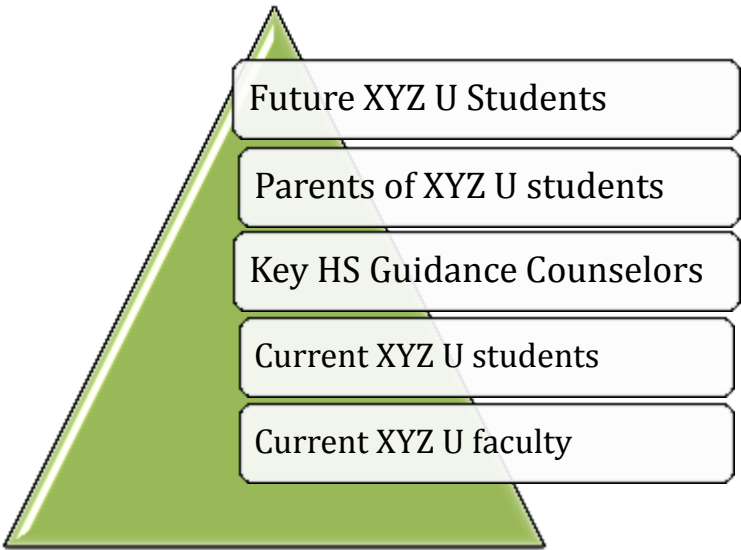 Future XYZ U Students
Parents of XYZ U students
Key HS Guidance Counselors
Current XYZ U students
Current XYZ U faculty